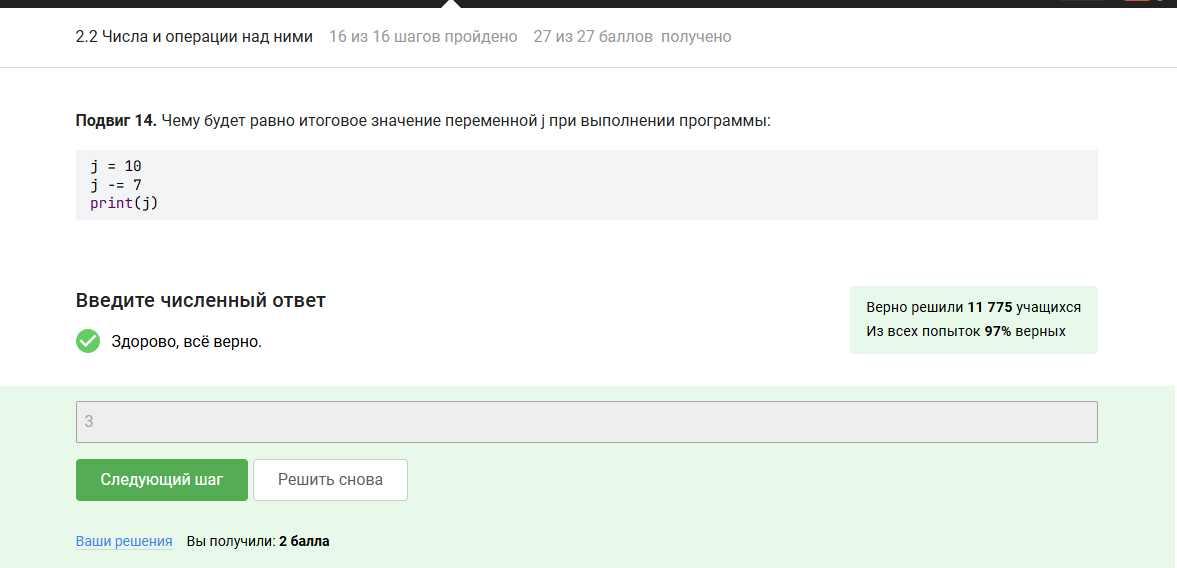 2.2 Числа и операции над ними 16 из 16 шагов пройдено 27 из 27 баллов получено
Подвиг 14. Чему будет равно итоговое значение переменной j при выполнении программы:
j = 10
j -= 7
print(j)
Введите численный ответ
Здорово, всё верно.
Верно решили 11 775 учащихся
Из всех попыток 97% верных
3
Следующий шаг
Решить снова
Ваши решения Вы получили: 2 балла